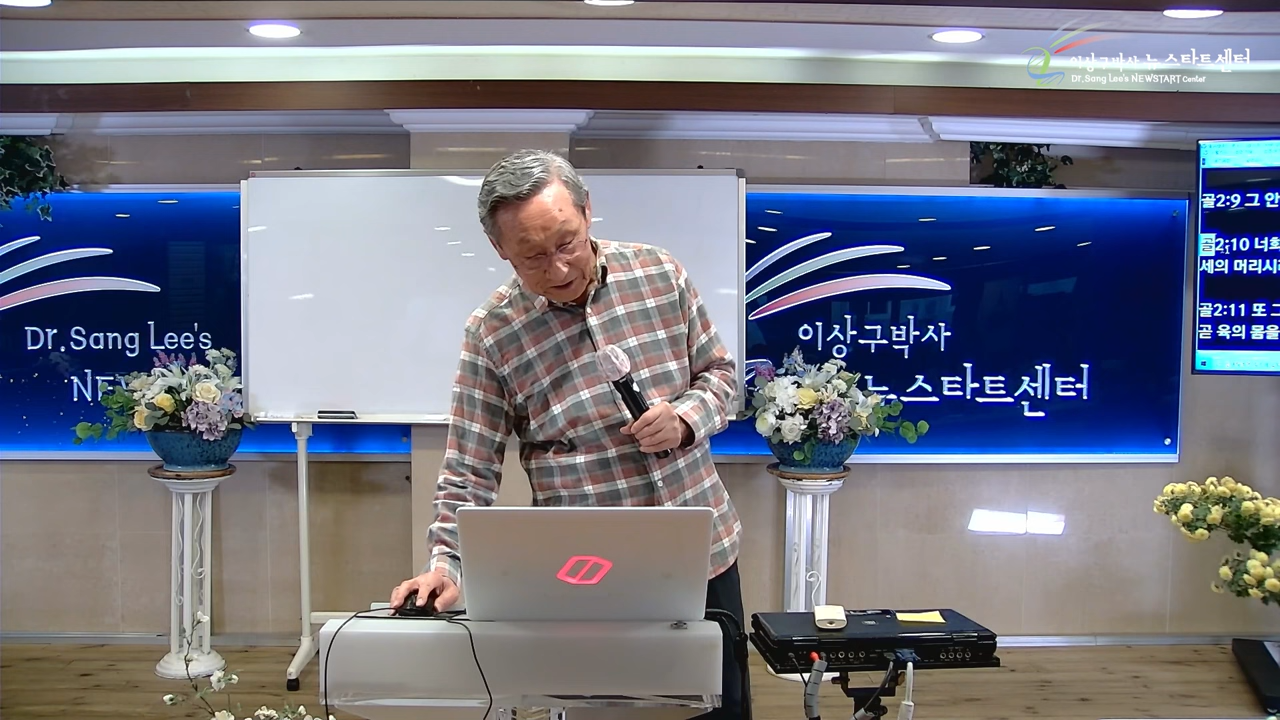 이상구박사 뉴스타트센터
Dr.Sang Lee's NEWSTART Center
Dr.Sang Lee's
이상구박사
뉴스타트센터
골2:9 그 안
골2:10 너희
세의 머리시
골2:11 또 그
곧 육의 몸을